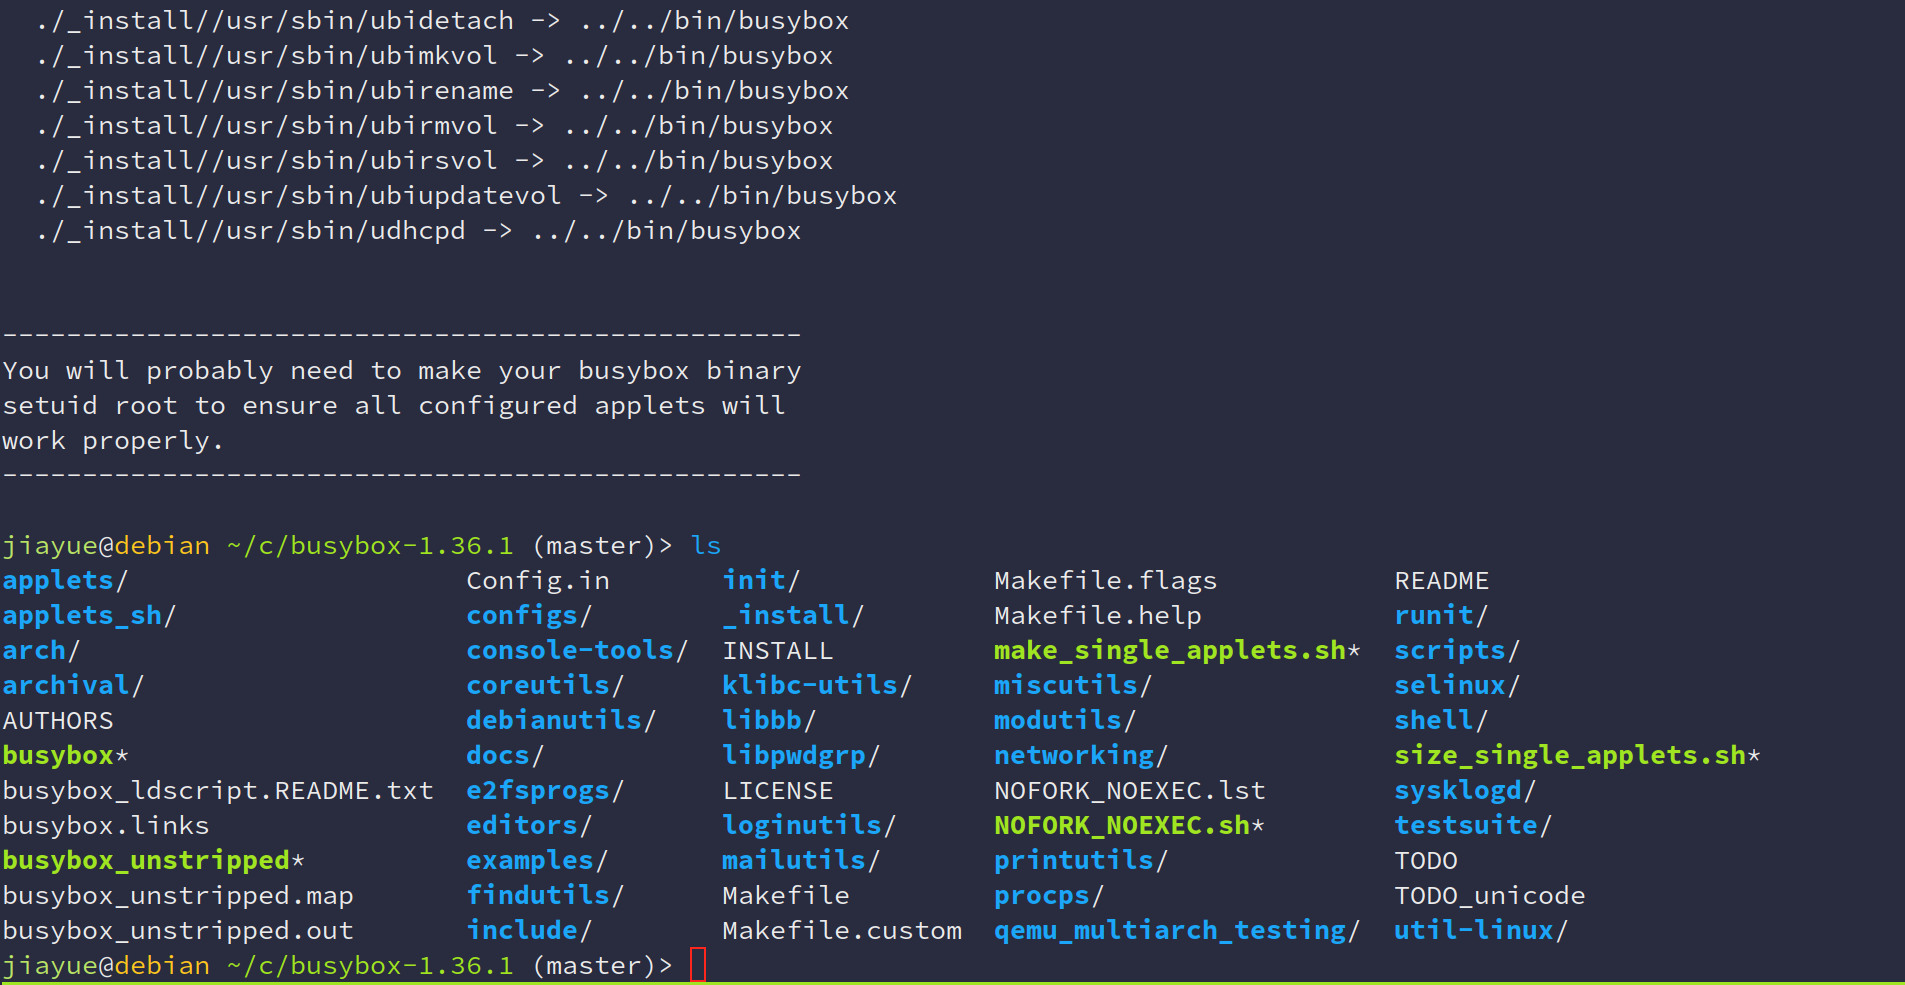 ./_install//usr/sbin/ubidetach -> ../../bin/busybox
./_install//usr/sbin/ubimkvol -> ../../bin/busybox
./_install//usr/sbin/ubirename -> ../../bin/busybox
./_install//usr/sbin/ubirmvol -> ../../bin/busybox
./_install//usr/sbin/ubirsvol -> ../../bin/busybox
./_install//usr/sbin/ubiupdatevol -> ../../bin/busybox
./_install//usr/sbin/udhcpd -> ../../bin/busybox
--------------------------------------------------
You will probably need to make your busybox binary
setuid root to ensure all configured applets will
work properly.
--------------------------------------------------
jiayue@debian ~/c/busybox-1.36.1 (master)> ls
applets/ Config.in init/ Makefile.flags README
applets_sh/ configs/ _install/ Makefile.help runit/
arch/ console-tools/ INSTALL make_single_applets.sh* scripts/
archival/ coreutils/ klibc-utils/ miscutils/ selinux/
AUTHORS debianutils/ libbb/ modutils/ shell/
busybox* docs/ libpwdgrp/ networking/ size_single_applets.sh*
busybox_ldscript.README.txt e2fsprogs/ LICENSE NOFORK_NOEXEC.lst sysklogd/
busybox.links editors/ loginutils/ NOFORK_NOEXEC.sh* testsuite/
busybox_unstripped* examples/ mailutils/ printutils/ TODO
busybox_unstripped.map findutils/ Makefile procps/ TODO_unicode
busybox_unstripped.out include/ Makefile.custom qemu_multiarch_testing/ util-linux/
jiayue@debian ~/c/busybox-1.36.1 (master)>